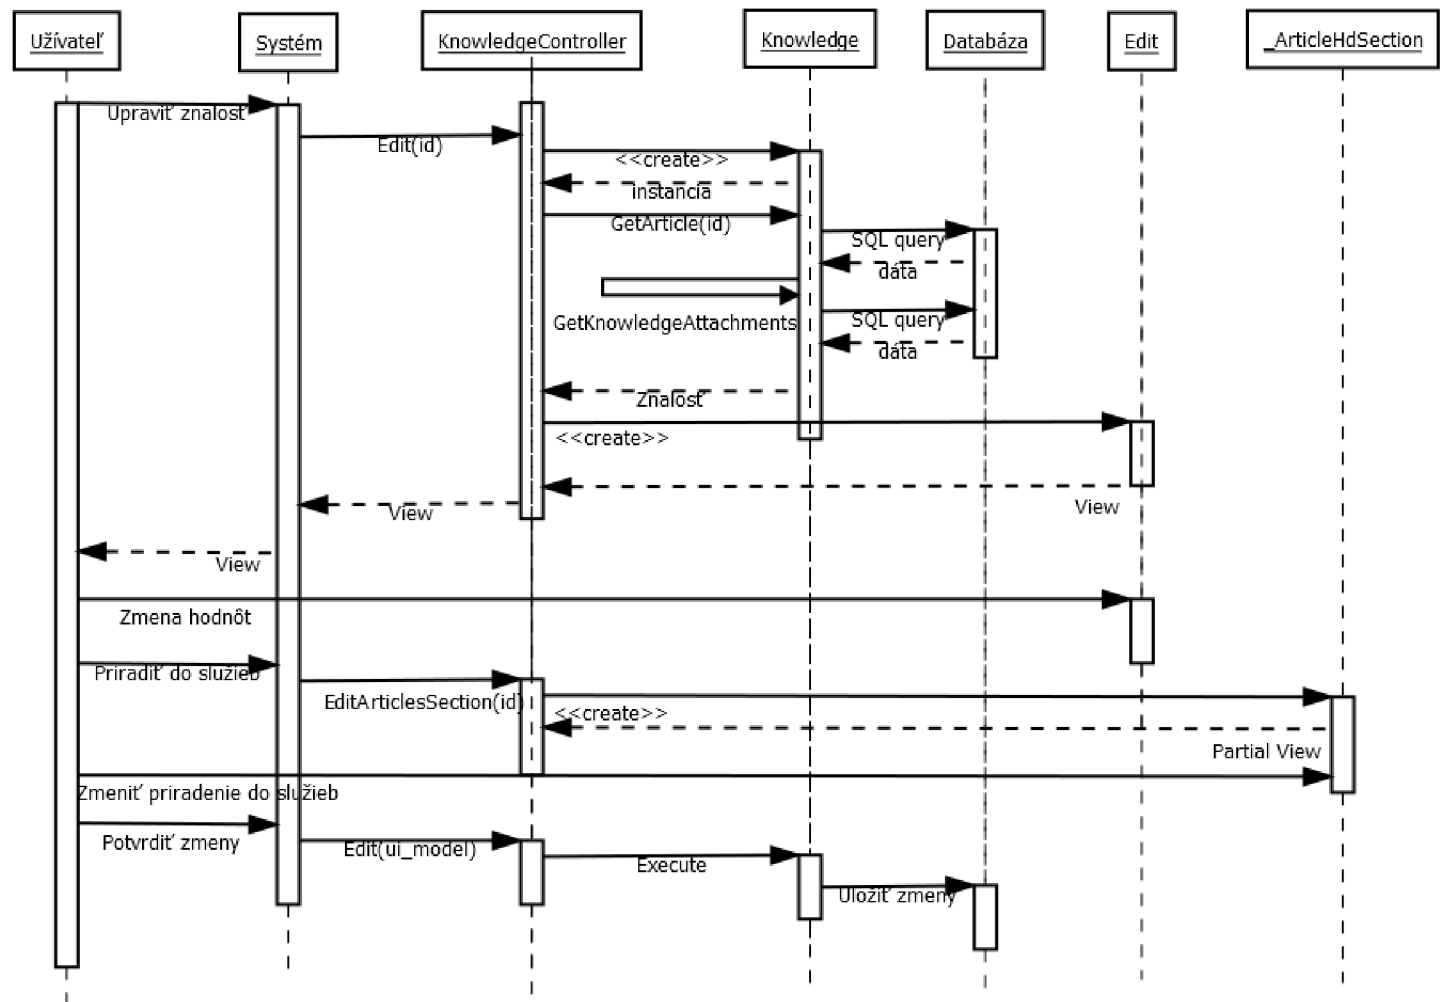 Užívateľ
Systém
KnowledgeController
Knowledge
Databáza
Edit
_ArticleHdSection
Upraviť znalosť
Edit(id)
<<create>>
instancia
GetArticle(id)
SQL query
dáta
GetKnowledgeAttachments
SQL query
dáta
Znalosť
<<create>>
View
View
View
Zmena hodnôt
Priradiť do služieb
EditArticlesSection(id)
<<create>>
Partial View
Zmeniť priradenie do služieb
Potvrdiť zmeny
Edit(ui_model)
Execute
Uložiť zmeny